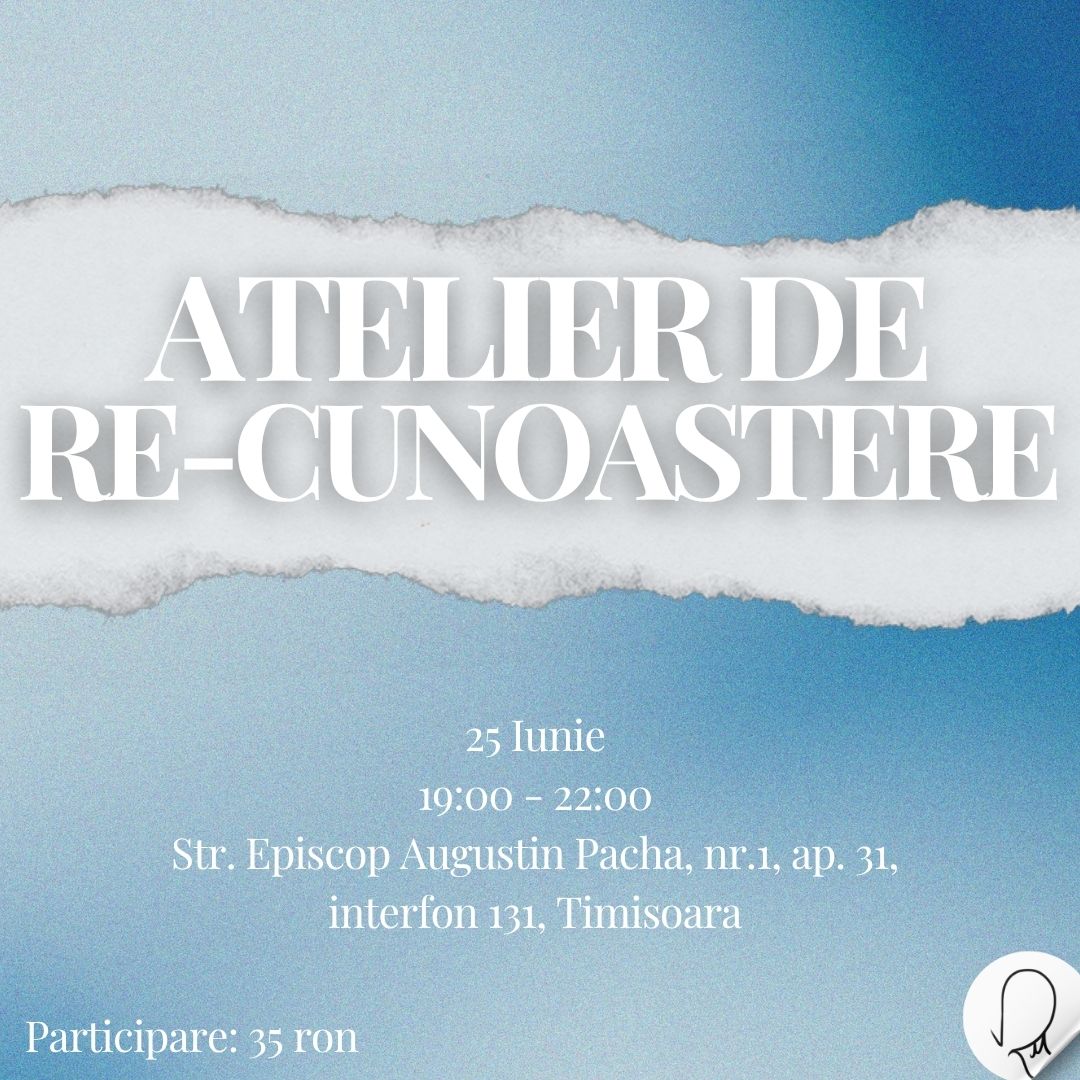 ATELIER DE
RE-CUNOASTERE
25 Iunie
19:00 - 22:00
Str. Episcop Augustin Pacha, nr.1, ap. 31,
interfon 131, Timisoara
Participare: 35 ron